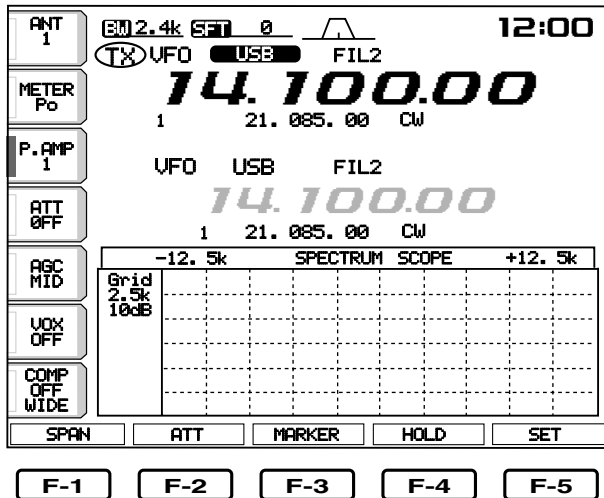 ANT
1
BW 2.4k SFT 0
12:00
TX VFO USB FIL2
METER
Po
14.100.00
1 21. 085. 00 CW
P.AMP
1
VFO USB FIL2
ATT
0FF
14.100.00
1 21. 085. 00 CW
AGC
MID
-12. 5k SPECTRUM SCOPE +12. 5k
Grid
2.5k
10dB
VOX
OFF
COMP
OFF
WIDE
SPAN ATT MARKER HOLD SET
F-1 F-2 F-3 F-4 F-5